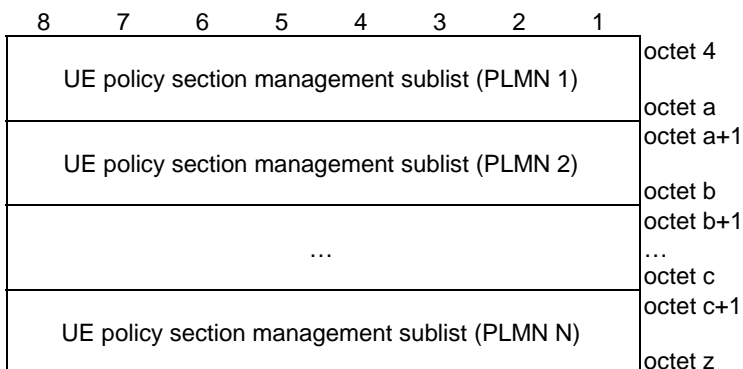 8 7 6 5 4 3 2 1
octet 4
UE policy section management sublist (PLMN 1)
octet a
octet a+1
UE policy section management sublist (PLMN 2)
octet b
octet b+1
… …
octet c
octet c+1
UE policy section management sublist (PLMN N)
octet z